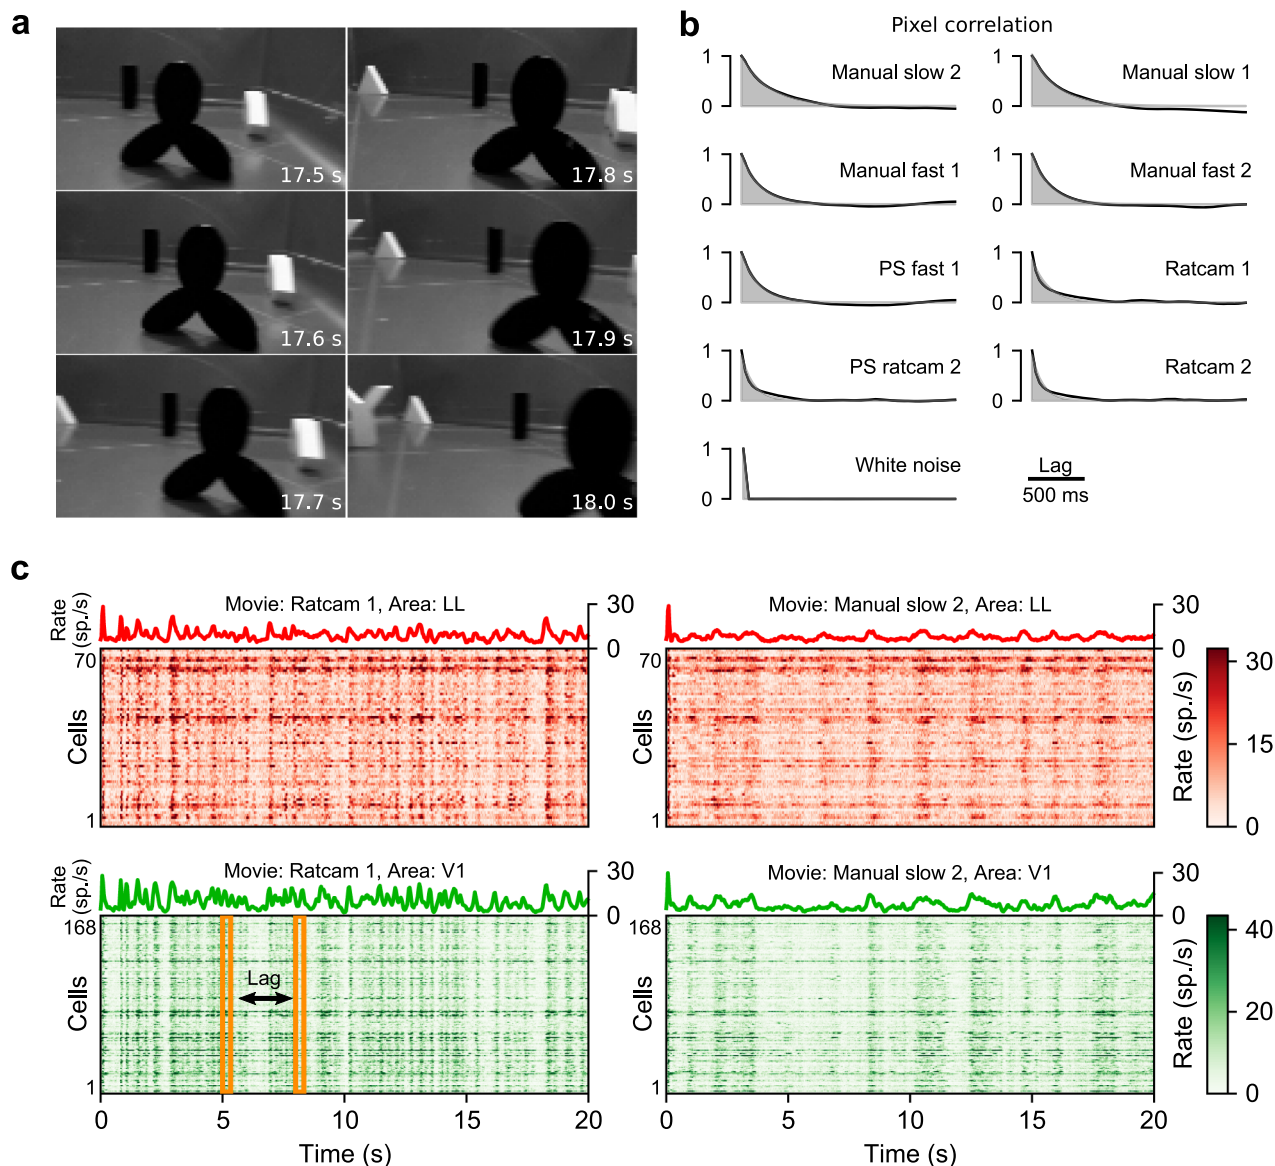 a
17.5 s
17.8 s
17.6 s
17.9 s
17.7 s
18.0 s
b
Pixel correlation
1
0
Manual slow 2
1
0
Manual slow 1
1
0
Manual fast 1
1
0
Manual fast 2
1
0
PS fast 1
1
0
Ratcam 1
1
0
PS ratcam 2
1
0
Ratcam 2
1
0
White noise
Lag
500 ms
c
Rate
(sp./s)
Movie: Ratcam 1, Area: LL
30
0
70
Cells
1
Movie: Manual slow 2, Area: LL
30
0
70
Cells
1
30
15
0
Rate (sp./s)
Rate
(sp./s)
Movie: Ratcam 1, Area: V1
30
0
168
Cells
1
Lag
0
5
10
15
20
Time (s)
Movie: Manual slow 2, Area: V1
30
0
168
Cells
1
0
5
10
15
20
Time (s)
40
20
0
Rate (sp./s)